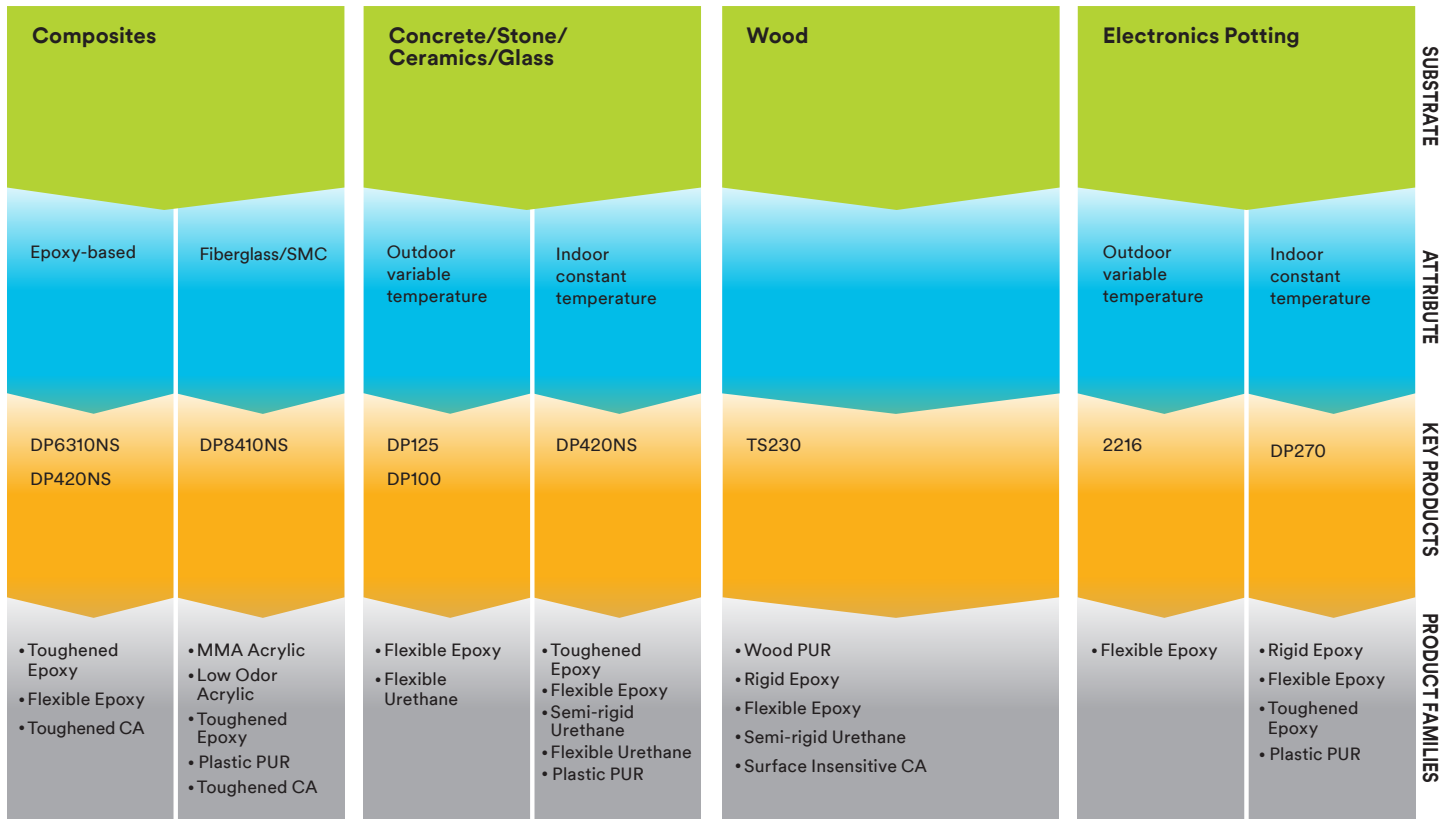 Composites
Concrete/Stone/
Ceramics/Glass
Wood
Electronics Potting
SUBSTRATE
Epoxy-based
Fiberglass/SMC
Outdoor
variable
temperature
Indoor
constant
temperature
Outdoor
variable
temperature
Indoor
constant
temperature
ATTRIBUTE
DP6310NS
DP420NS
DP8410NS
DP125
DP100
DP420NS
TS230
2216
DP270
KEY PRODUCTS
• Toughened
Epoxy
• Flexible Epoxy
• Toughened CA
• MMA Acrylic
• Low Odor
Acrylic
• Toughened
Epoxy
• Plastic PUR
• Toughened CA
• Flexible Epoxy
• Flexible
Urethane
• Toughened
Epoxy
• Flexible Epoxy
• Semi-rigid
Urethane
• Flexible Urethane
• Plastic PUR
• Wood PUR
• Rigid Epoxy
• Flexible Epoxy
• Semi-rigid Urethane
• Surface Insensitive CA
• Flexible Epoxy
• Rigid Epoxy
• Flexible Epoxy
• Toughened
Epoxy
• Plastic PUR
PRODUCT FAMILIES